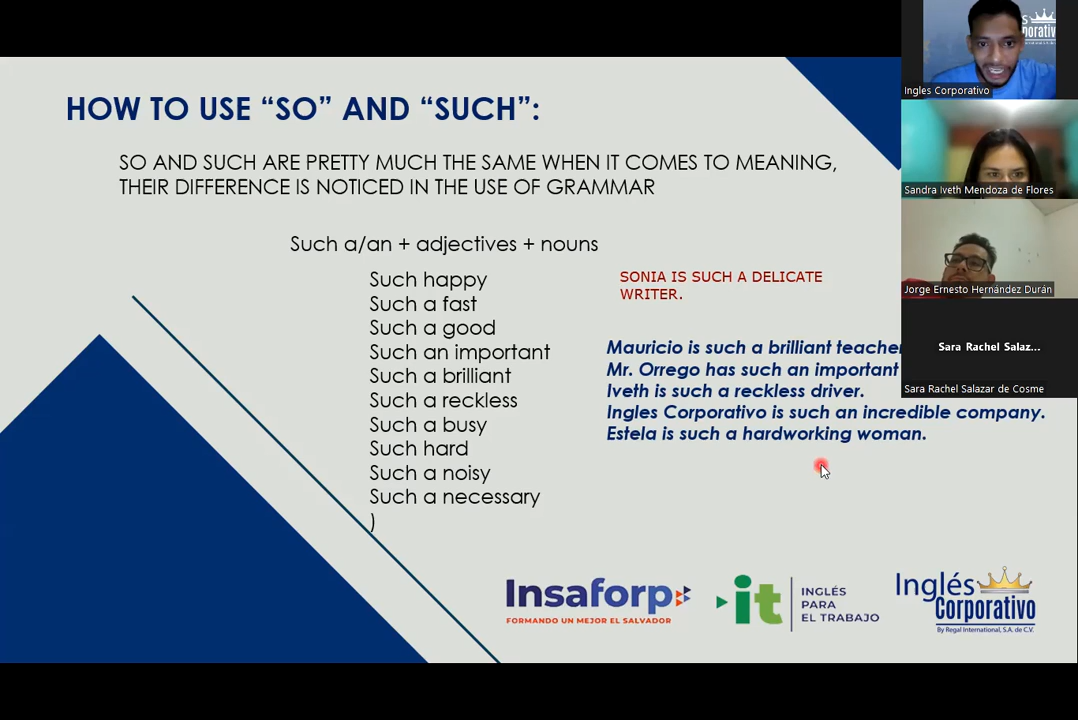 HOW TO USE “SO” AND “SUCH”:
SO AND SUCH ARE PRETTY MUCH THE SAME WHEN IT COMES TO MEANING,
THEIR DIFFERENCE IS NOTICED IN THE USE OF GRAMMAR
Such a/an + adjectives + nouns
Such happy
Such a fast
Such a good
Such an important
Such a brilliant
Such a reckless
Such a busy
Such hard
Such a noisy
Such a necessary
)
SONIA IS SUCH A DELICATE
WRITER.
Mauricio is such a brilliant teacher
Mr. Orrego has such an important
Iveth is such a reckless driver.
Ingles Corporativo is such an incredible company.
Estela is such a hardworking woman.
Insaforp
FORMANDO UN MEJOR EL SALVADOR
it
INGLÉS
PARA
EL TRABAJO
Inglés
Corporativo
By Regal International, S.A. de C.V.
Ingles Corporativo
Sandra Iveth Mendoza de Flores
Jorge Ernesto Hernández Durán
Sara Rachel Salaz...
Sara Rachel Salazar de Cosme